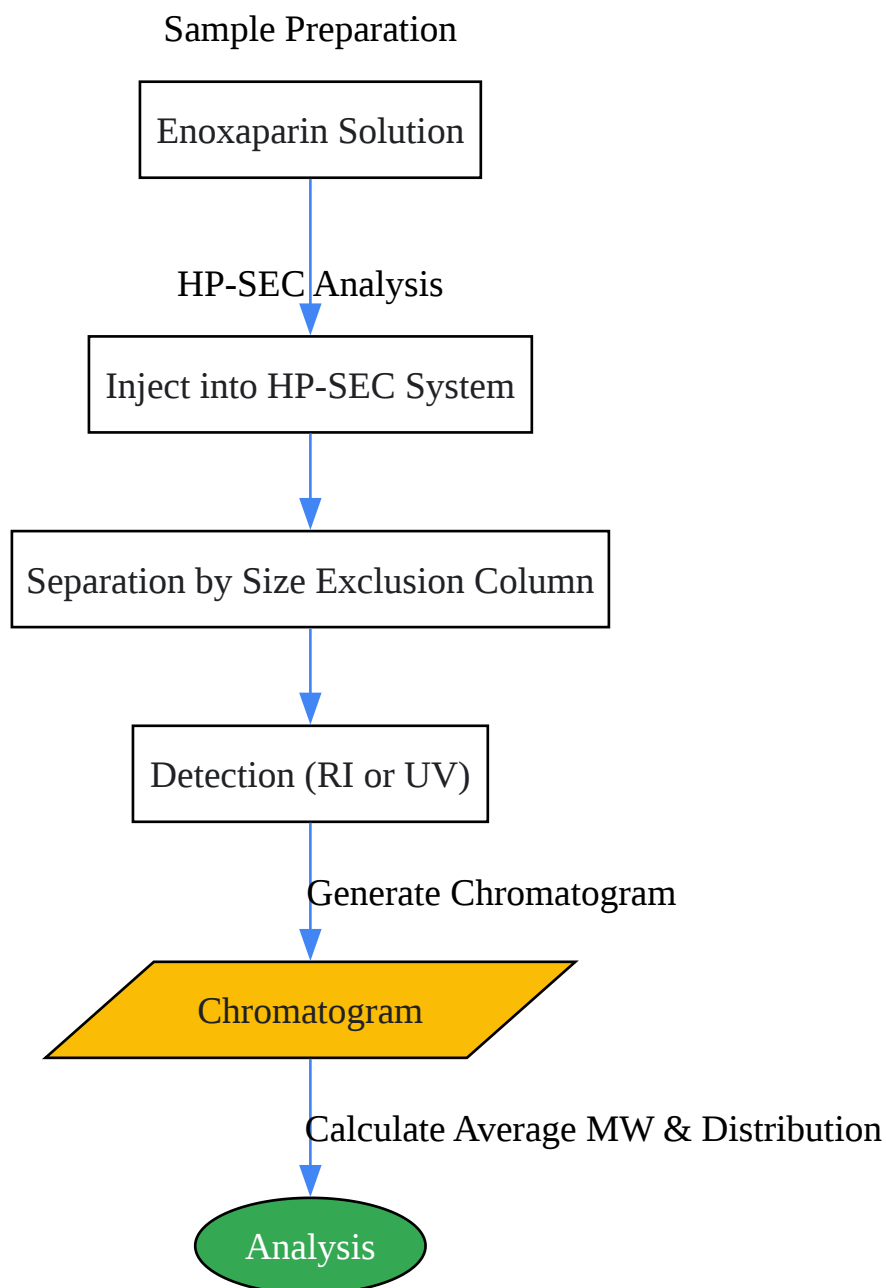 Sample Preparation
Enoxaparin Solution
HP-SEC Analysis
Inject into HP-SEC System
Separation by Size Exclusion Column
Detection (RI or UV)
Generate Chromatogram
Chromatogram
Calculate Average MW & Distribution
Analysis